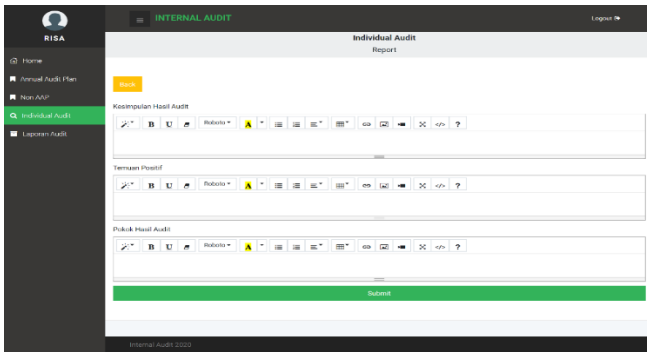 INTERNAL AUDIT
Logout
RISA
Individual Audit
Report
Home
Annual Audit Plan
Non AAP
Individual Audit
Laporan Audit
Back
Kesimpulan Hasil Audit
B U Roboto A </> ?
Temuan Positif
B U Roboto A </> ?
Pokok Hasil Audit
B U Roboto A </> ?
Submit
Internal Audit 2020